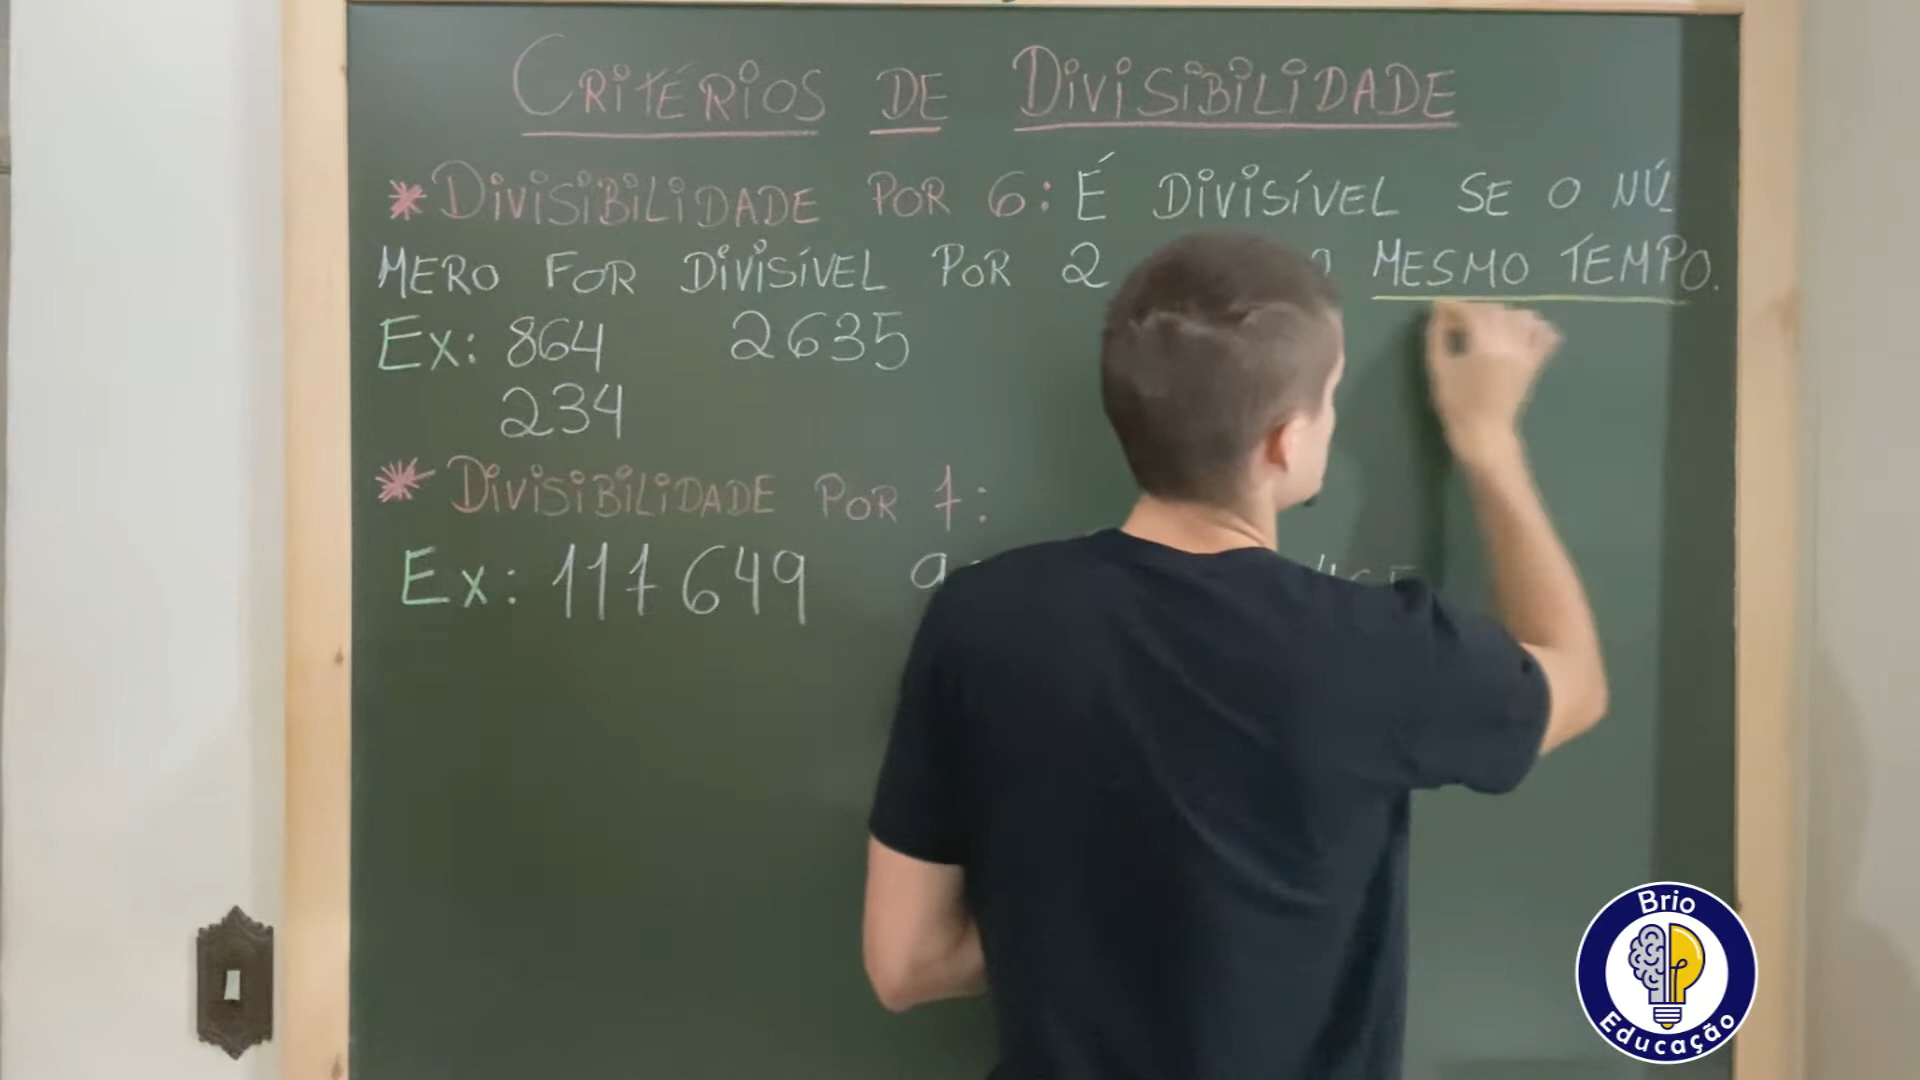 CRITÉRIOS DE DIVISIBILIDADE
* DIVISIBILIDADE POR 6: É DIVISÍVEL SE O NÚ-
MERO FOR DIVISÍVEL POR 2 MESMO TEMPO.
Ex: 864 2635
234
* DIVISIBILIDADE POR 7:
Ex: 117649
Brio
Educação